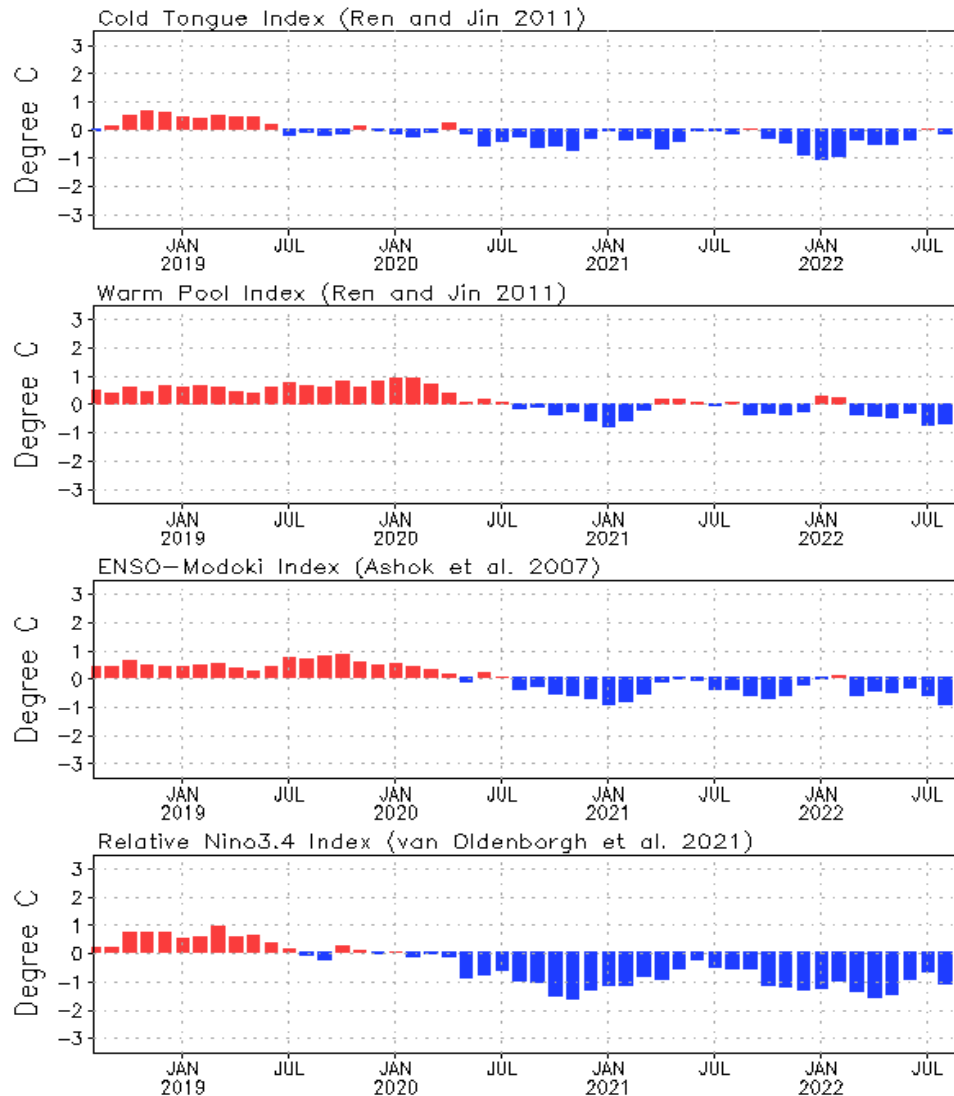 Cold Tongue Index (Ren and Jin 2011)
Degree C
3
2
1
0
−1
−2
−3
JAN JUL JAN JUL JAN JUL JAN JUL
2019 2020 2021 2022
Warm Pool Index (Ren and Jin 2011)
Degree C
3
2
1
0
−1
−2
−3
JAN JUL JAN JUL JAN JUL JAN JUL
2019 2020 2021 2022
ENSO−Modoki Index (Ashok et al. 2007)
Degree C
3
2
1
0
−1
−2
−3
JAN JUL JAN JUL JAN JUL JAN JUL
2019 2020 2021 2022
Relative Nino3.4 Index (van Oldenborgh et al. 2021)
Degree C
3
2
1
0
−1
−2
−3
JAN JUL JAN JUL JAN JUL JAN JUL
2019 2020 2021 2022